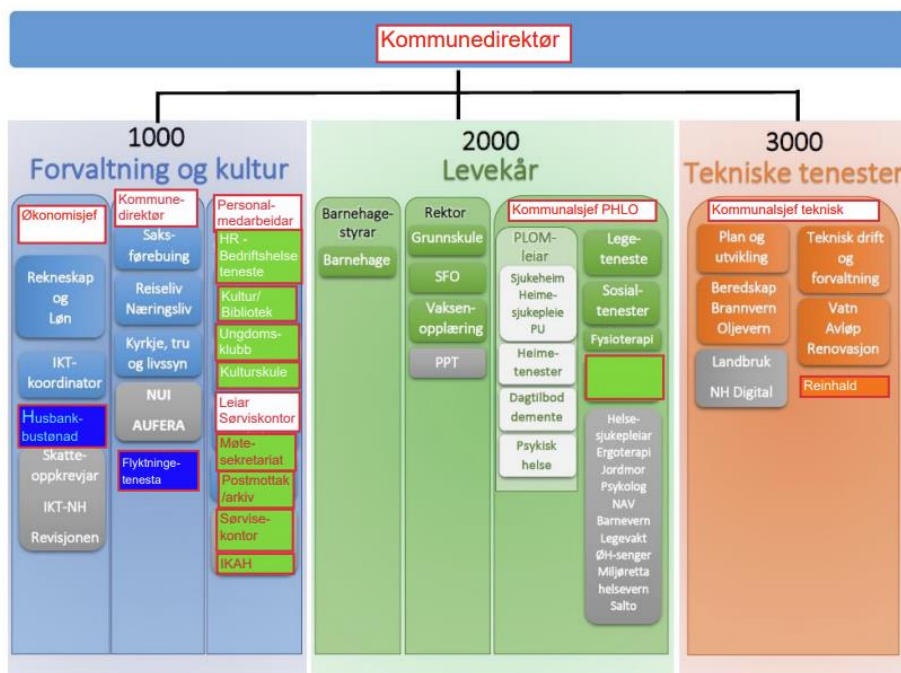 Kommunedirektør
1000
Forvaltning og kultur
Økonomisjef
Rekneskap
og
Løn
IKT-
koordinator
Husbank-
bustønad
Skatte-
oppkrevjar
IKT-NH
Revisjonen
Kommune-
direktør
Saks-
førebuing
Reiseliv
Næringsliv
Kyrkje, tru
og livssyn
NUI
AUFERA
Flyktninge-
tenesta
Personal-
medarbeidar
HR -
Bedriftshelse
teneste
Kultur/
Bibliotek
Ungdoms-
klubb
Kulturskule
Leiar
Sørviskontor
Møte-
sekretariat
Postmottak
/arkiv
Sørvise-
kontor
IKAH
2000
Levekår
Barnehage-
styrar
Barnehage
Rektor
Grunnskule
SFO
Vaksen-
opplæring
PPT
Kommunalsjef PHLO
PLOM-
leiar
Sjukeheim
Heime-
sjukepleie
PU
Heime-
tenester
Dagtilbod
demente
Psykisk
helse
Lege-
teneste
Sosial-
tenester
Fysioterapi
Helse-
sjukepleiar
Ergoterapi
Jordmor
Psykolog
NAV
Barnevern
Legevakt
ØH-senger
Miljøretta
helsevern
Salto
3000
Tekniske tenester
Kommunalsjef teknisk
Plan og
utvikling
Beredskap
Brannvern
Oljevern
Landbruk
NH Digital
Teknisk drift
og
forvaltning
Vatn
Avløp
Renovasjon
Reinhald